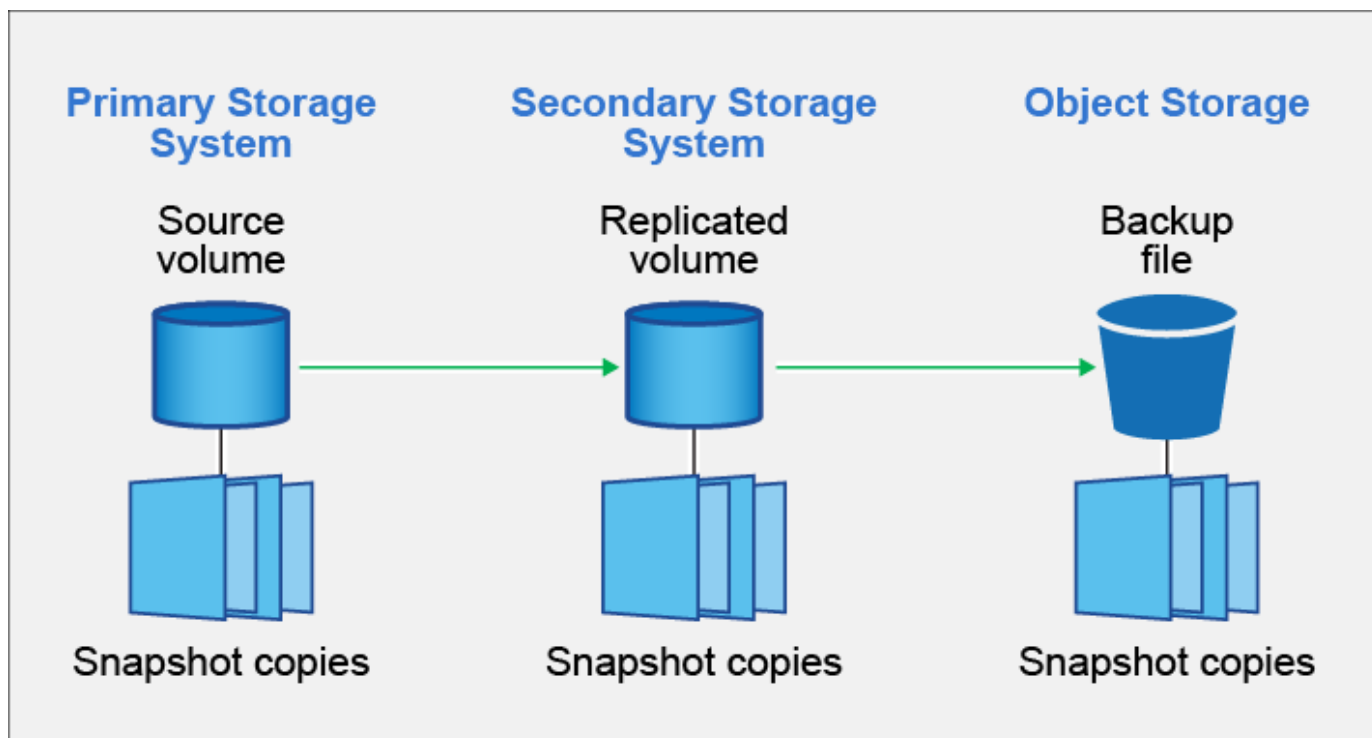 Primary Storage
System
Secondary Storage
System
Object Storage
Source
volume
Replicated
volume
Backup
file
Snapshot copies
Snapshot copies
Snapshot copies